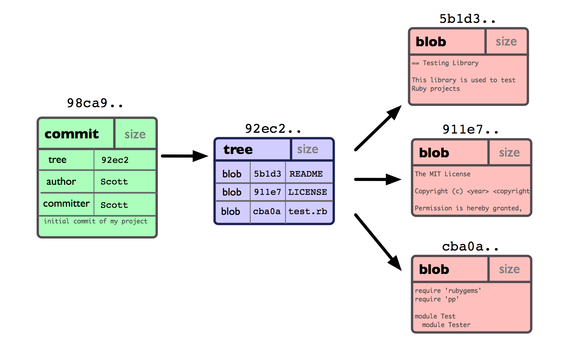 98ca9..
commit size
tree 92ec2
author Scott
committer Scott
initial commit of my project
92ec2..
tree size
blob 5b1d3 README
blob 911e7 LICENSE
blob cba0a test.rb
5b1d3..
blob size
== Testing Library
This library is used to test
Ruby projects
911e7..
blob size
The MIT License
Copyright (c) <year> <copyright
Permission is hereby granted,
cba0a..
blob size
require 'rubygems'
require 'pp'
module Test
module Tester